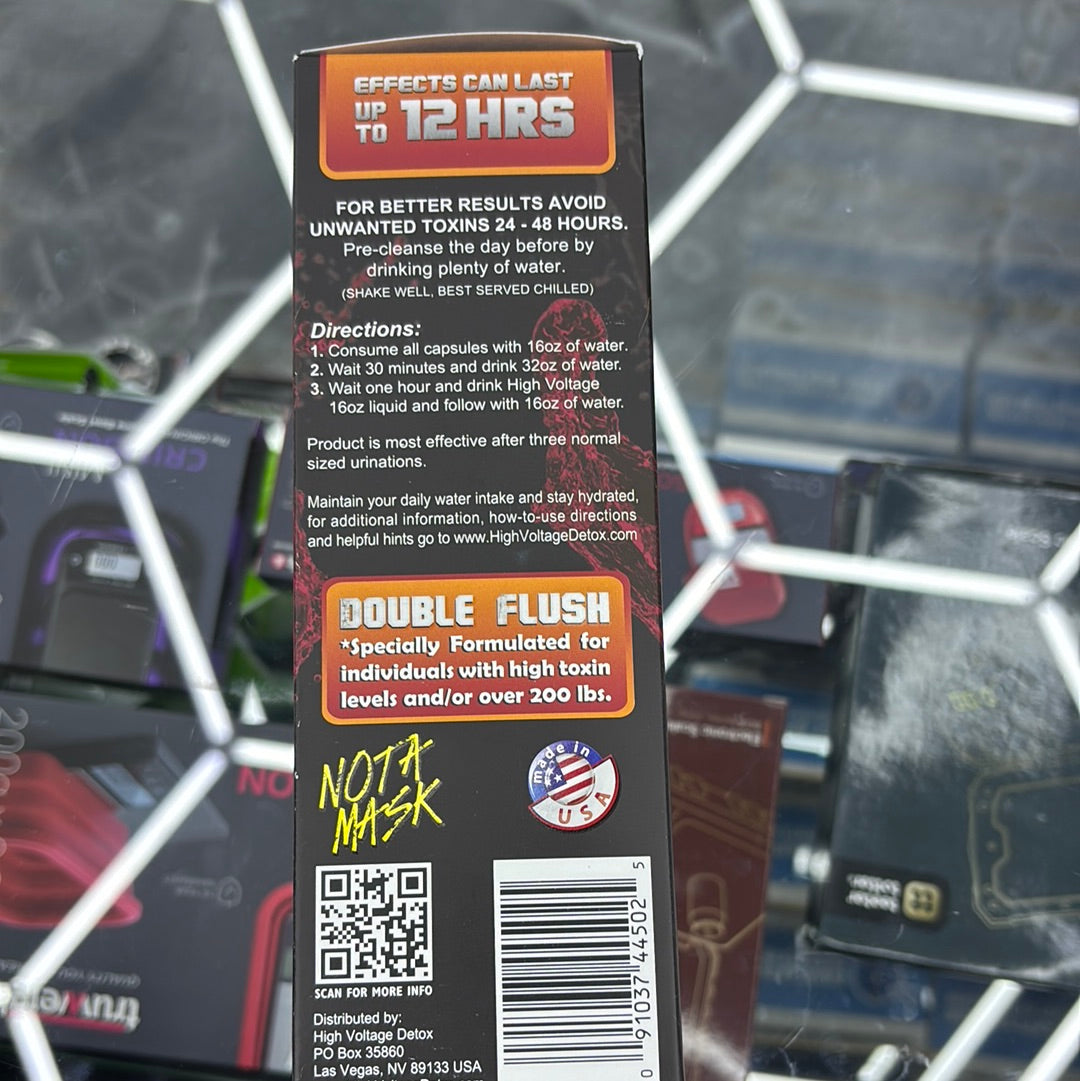 EFFECTS CAN LAST
UP TO 12 HRS
FOR BETTER RESULTS AVOID
UNWANTED TOXINS 24 - 48 HOURS.
Pre-cleanse the day before by
drinking plenty of water.
(SHAKE WELL, BEST SERVED CHILLED)
Directions:
1. Consume all capsules with 16oz of water.
2. Wait 30 minutes and drink 32oz of water.
3. Wait one hour and drink High Voltage
16oz liquid and follow with 16oz of water.
Product is most effective after three normal
sized urinations.
Maintain your daily water intake and stay hydrated,
for additional information, how-to-use directions
and helpful hints go to www.HighVoltageDetox.com
DOUBLE FLUSH
*Specially Formulated for
individuals with high toxin
levels and/or over 200 lbs.
NOT A
MASK
made in
USA
SCAN FOR MORE INFO
0 91037 44502 5
Distributed by:
High Voltage Detox
PO Box 35860
Las Vegas, NV 89133 USA